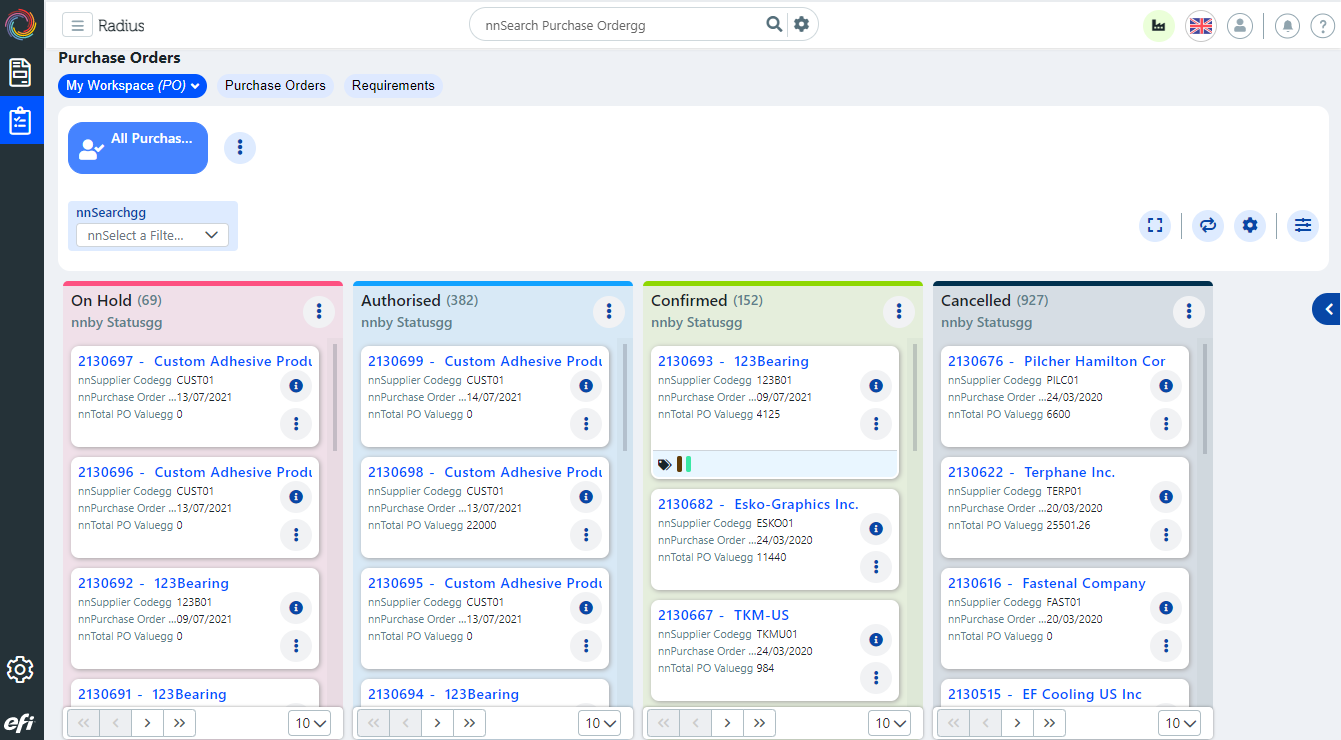 Radius
nnSearch Purchase Ordergg
Purchase Orders
My Workspace (PO)
Purchase Orders
Requirements
All Purchas...
nnSearchgg
nnSelect a Filte...
On Hold (69)
nnby Statusgg
2130697 - Custom Adhesive Produ
nnSupplier Codegg CUST01
nnPurchase Order ...13/07/2021
nnTotal PO Valuegg 0
2130696 - Custom Adhesive Produ
nnSupplier Codegg CUST01
nnPurchase Order ...13/07/2021
nnTotal PO Valuegg 0
2130692 - 123Bearing
nnSupplier Codegg 123B01
nnPurchase Order ...09/07/2021
nnTotal PO Valuegg 0
2130691 - 123Bearing
10
Authorised (382)
nnby Statusgg
2130699 - Custom Adhesive Produ
nnSupplier Codegg CUST01
nnPurchase Order ...14/07/2021
nnTotal PO Valuegg 0
2130698 - Custom Adhesive Produ
nnSupplier Codegg CUST01
nnPurchase Order ...13/07/2021
nnTotal PO Valuegg 22000
2130695 - Custom Adhesive Produ
nnSupplier Codegg CUST01
nnPurchase Order ...13/07/2021
nnTotal PO Valuegg 0
2130694 - 123Bearing
10
Confirmed (152)
nnby Statusgg
2130693 - 123Bearing
nnSupplier Codegg 123B01
nnPurchase Order ...09/07/2021
nnTotal PO Valuegg 4125
2130682 - Esko-Graphics Inc.
nnSupplier Codegg ESKO01
nnPurchase Order ...24/03/2020
nnTotal PO Valuegg 11440
2130667 - TKM-US
nnSupplier Codegg TKMU01
nnPurchase Order ...24/03/2020
nnTotal PO Valuegg 984
10
Cancelled (927)
nnby Statusgg
2130676 - Pilcher Hamilton Cor
nnSupplier Codegg PILC01
nnPurchase Order ...24/03/2020
nnTotal PO Valuegg 6600
2130622 - Terphane Inc.
nnSupplier Codegg TERP01
nnPurchase Order ...20/03/2020
nnTotal PO Valuegg 25501.26
2130616 - Fastenal Company
nnSupplier Codegg FAST01
nnPurchase Order ...20/03/2020
nnTotal PO Valuegg 0
2130515 - EF Cooling US Inc
10
efi